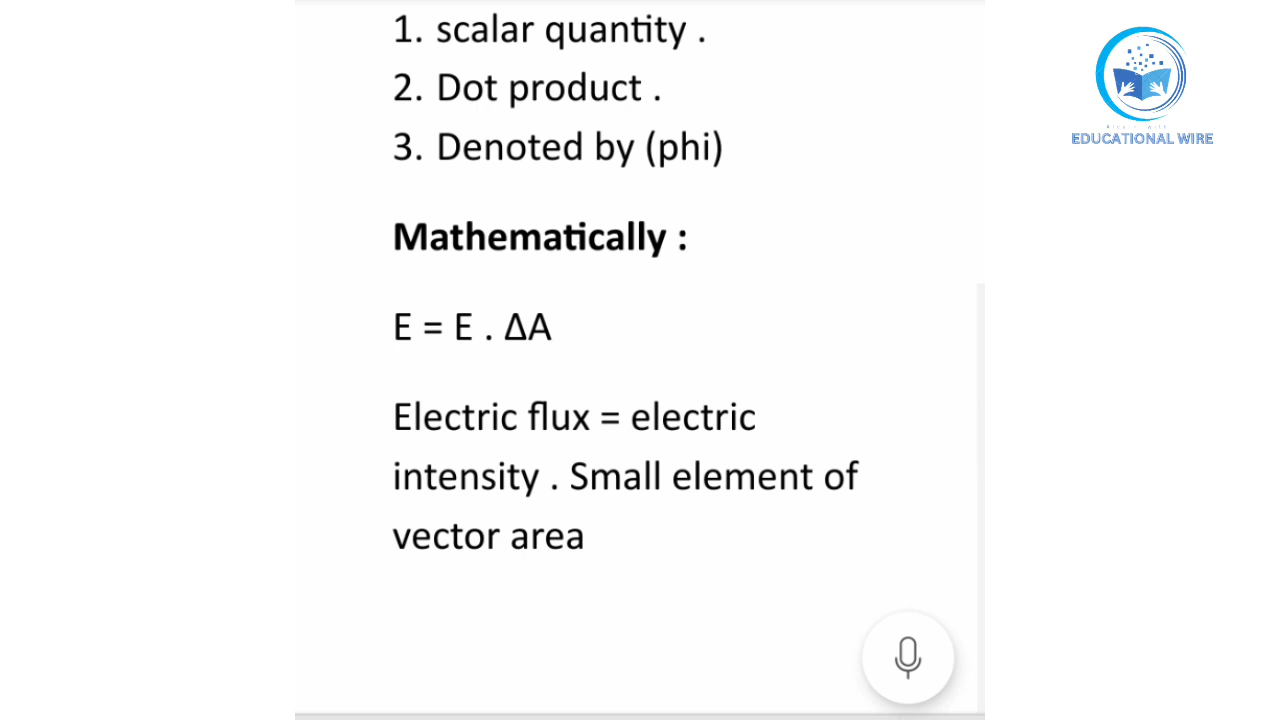 1. scalar quantity .
2. Dot product .
3. Denoted by (phi)
Mathematically :
E = E . ΔA
Electric flux = electric
intensity . Small element of
vector area
EDUCATIONAL WIRE